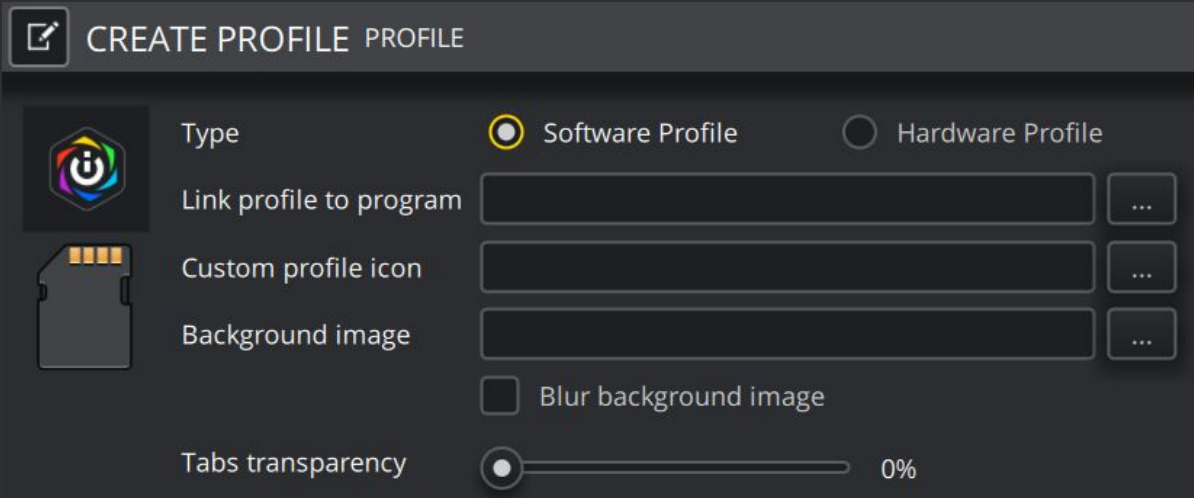 CREATE PROFILE PROFILE
Type Software Profile Hardware Profile
Link profile to program ...
Custom profile icon ...
Background image ...
Blur background image
Tabs transparency 0%